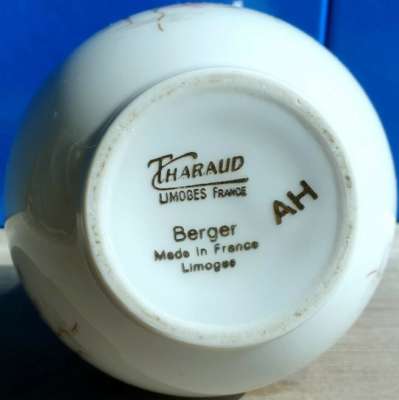 THARAUD
LIMOGES FRANCE
AH
Berger
Made in France
Limoges